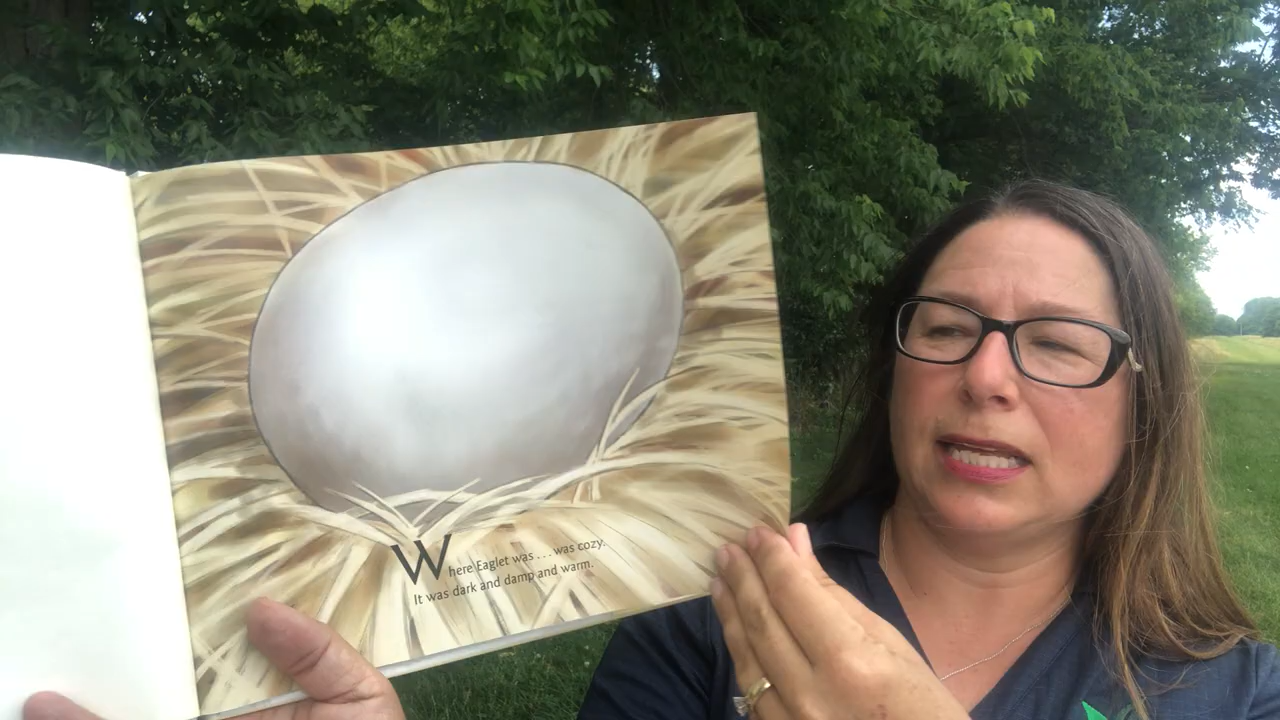 Where Eaglet was . . . was cozy.
It was dark and damp and warm.